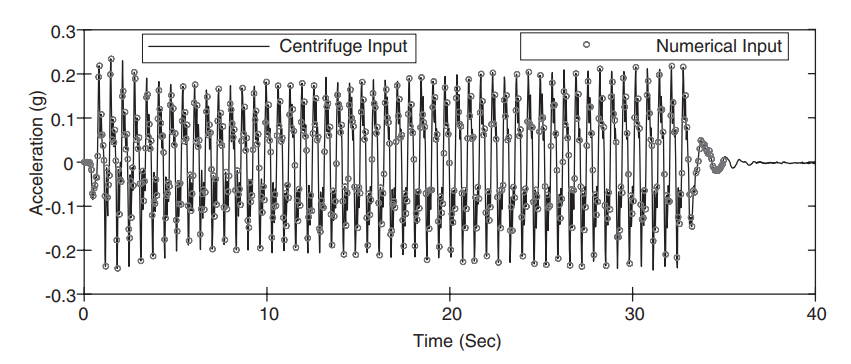 0.3
Centrifuge Input
Numerical Input
0.2
0.1
0
-0.1
-0.2
-0.3
Acceleration (g)
0 10 20 30 40
Time (Sec)